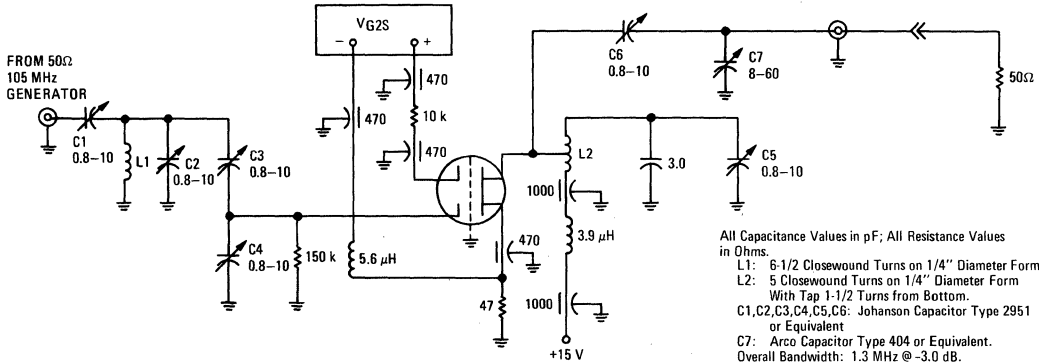 VG2S
− +
FROM 50Ω
105 MHz
GENERATOR
C1
0.8–10
L1
C2
0.8–10
C3
0.8–10
C4
0.8–10
150 k
470
470
10 k
470
5.6 μH
470
47
C6
0.8–10
C7
8–60
50Ω
L2
1000
3.9 μH
1000
+15 V
3.0
C5
0.8–10
All Capacitance Values in pF; All Resistance Values
in Ohms.
L1: 6-1/2 Closewound Turns on 1/4" Diameter Form
L2: 5 Closewound Turns on 1/4" Diameter Form
With Tap 1-1/2 Turns from Bottom.
C1,C2,C3,C4,C5,C6: Johanson Capacitor Type 2951
or Equivalent
C7: Arco Capacitor Type 404 or Equivalent.
Overall Bandwidth: 1.3 MHz @ –3.0 dB.